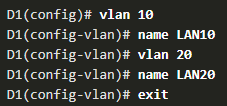 D1(config)# vlan 10
D1(config-vlan)# name LAN10
D1(config-vlan)# vlan 20
D1(config-vlan)# name LAN20
D1(config-vlan)# exit